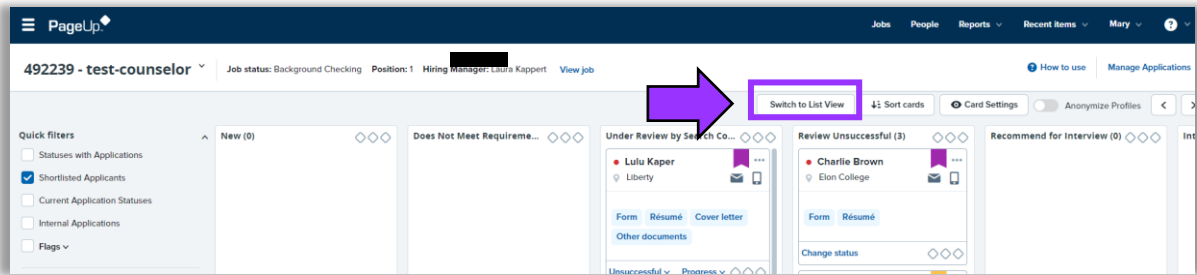 PageUp
Jobs People Reports Recent items Mary ?
492239 - test-counselor Job status: Background Checking Position: 1 Hiring Manager: Laura Kappert View job
? How to use Manage Applications
Switch to List View Sort cards Card Settings Anonymize Profiles
Quick filters
Statuses with Applications
Shortlisted Applicants
Current Application Statuses
Internal Applications
Flags
New (0)
Does Not Meet Requireme...
Under Review by Search Co...
Lulu Kaper
Liberty
Form Résumé Cover letter
Other documents
Unsuccessful Progress
Review Unsuccessful (3)
Charlie Brown
Elon College
Form Résumé
Change status
Recommend for Interview (0)
Int